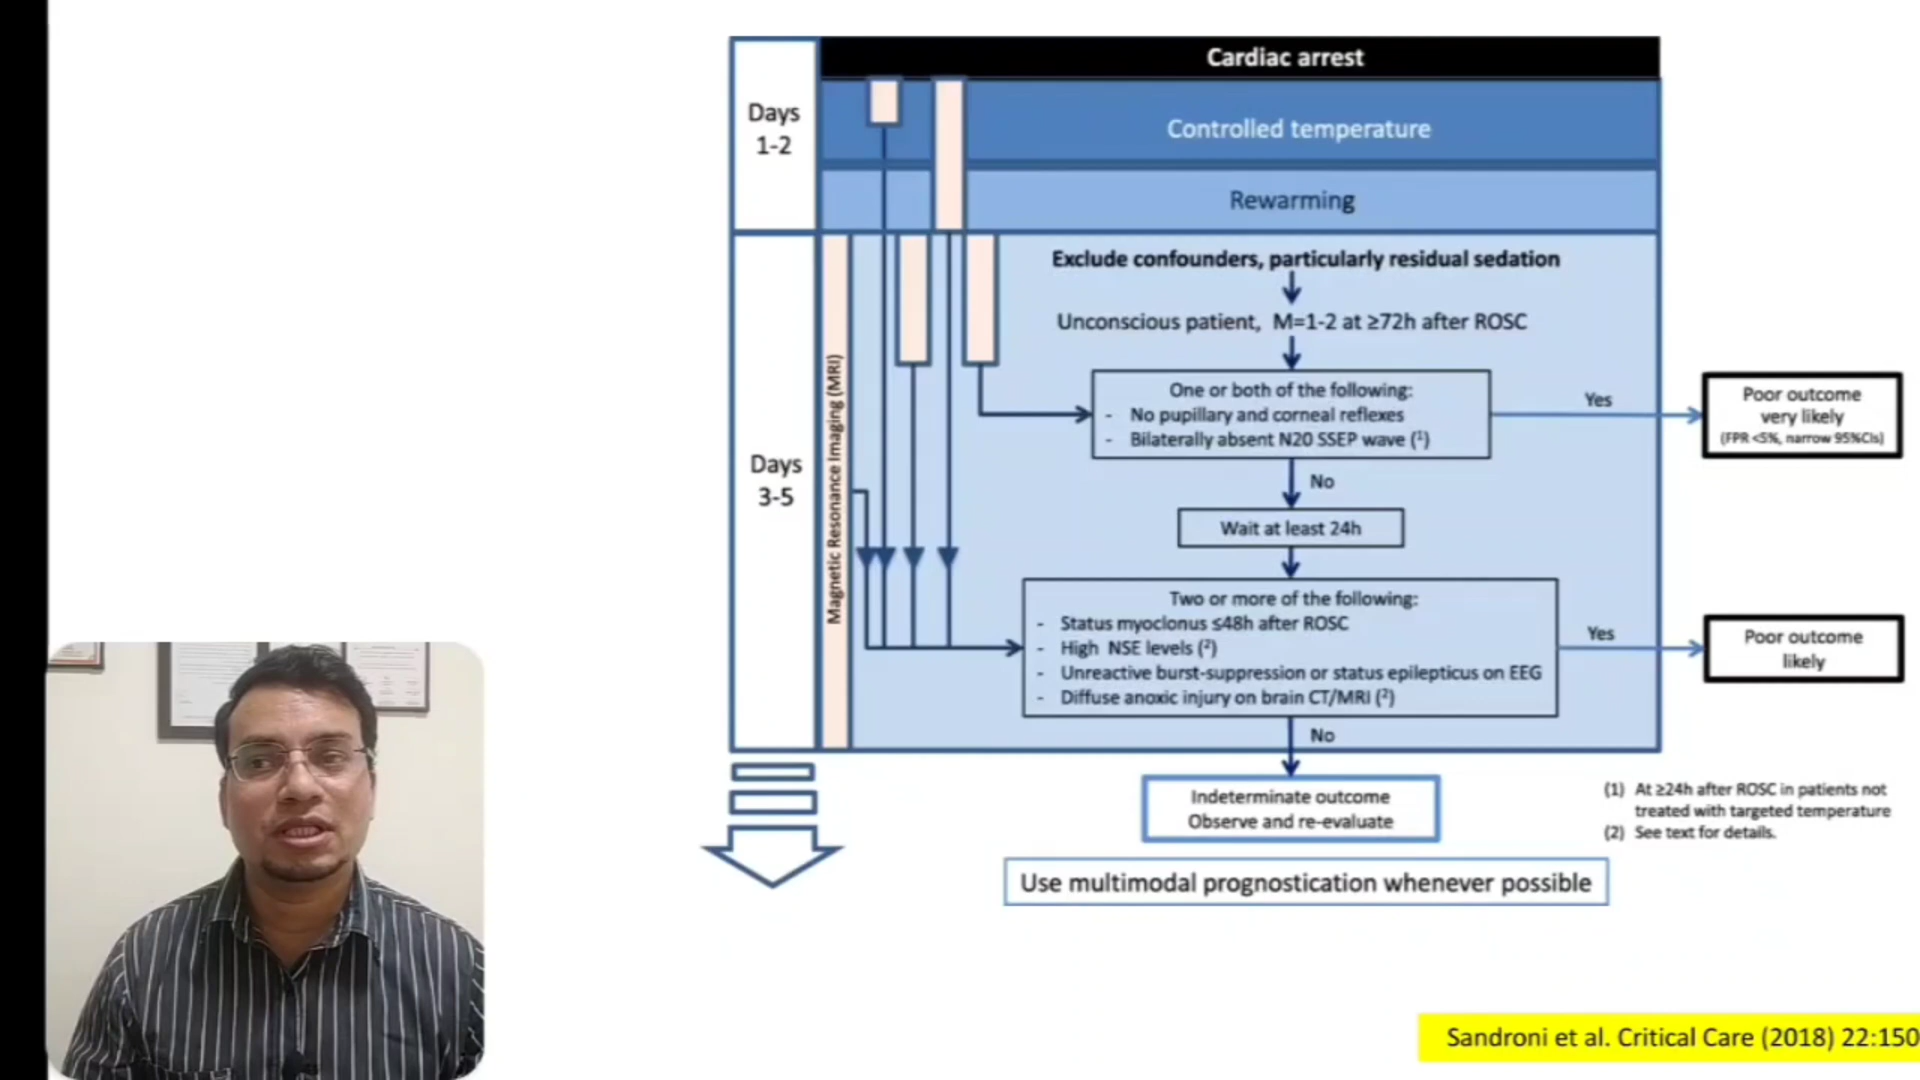 Cardiac arrest
Days
1-2
Controlled temperature
Rewarming
Days
3-5
Magnetic Resonance Imaging (MRI)
Exclude confounders, particularly residual sedation
Unconscious patient, M=1-2 at ≥72h after ROSC
One or both of the following:
- No pupillary and corneal reflexes
- Bilaterally absent N20 SSEP wave (¹)
Yes
Poor outcome
very likely
(FPR <5%, narrow 95%CIs)
No
Wait at least 24h
Two or more of the following:
- Status myoclonus ≤48h after ROSC
- High NSE levels (²)
- Unreactive burst-suppression or status epilepticus on EEG
- Diffuse anoxic injury on brain CT/MRI (²)
Yes
Poor outcome
likely
No
Indeterminate outcome
Observe and re-evaluate
(1) At ≥24h after ROSC in patients not
treated with targeted temperature
(2) See text for details.
Use multimodal prognostication whenever possible
Sandroni et al. Critical Care (2018) 22:150